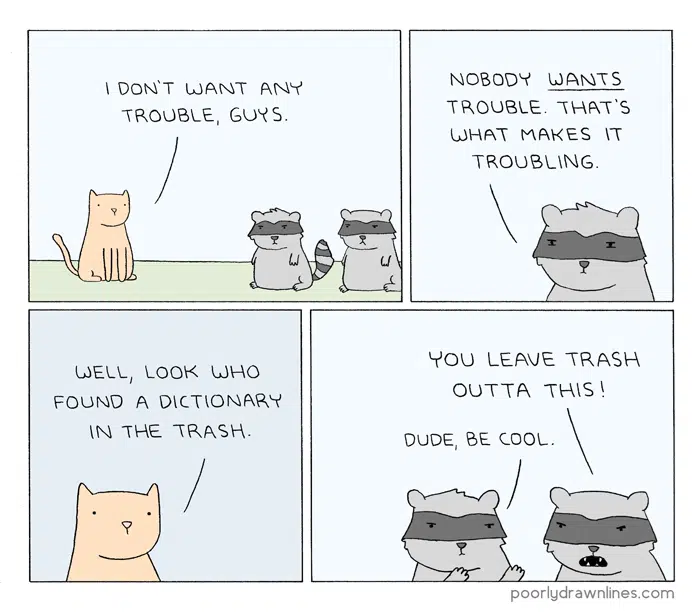 I DON'T WANT ANY
TROUBLE, GUYS.
NOBODY WANTS
TROUBLE. THAT'S
WHAT MAKES IT
TROUBLING.
WELL, LOOK WHO
FOUND A DICTIONARY
IN THE TRASH.
YOU LEAVE TRASH
OUTTA THIS!
DUDE, BE COOL.
poorlydrawnlines.com